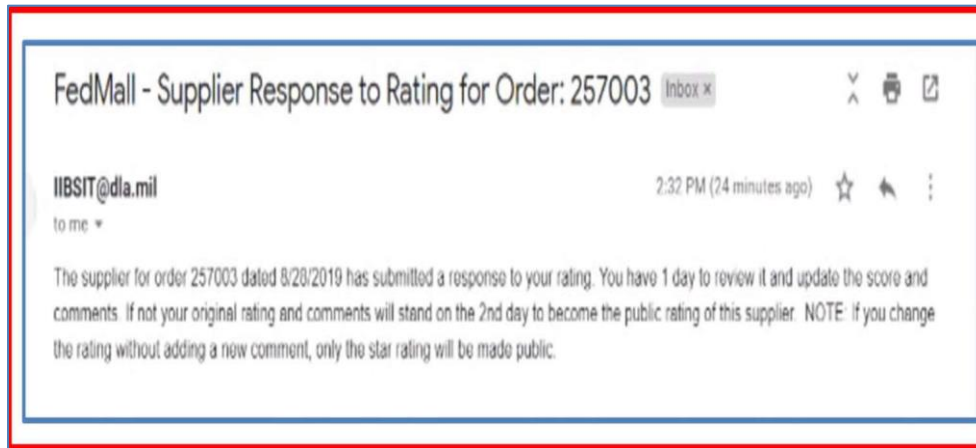 FedMall - Supplier Response to Rating for Order: 257003 Inbox ×
IIBSIT@dla.mil 2:32 PM (24 minutes ago)
to me
The supplier for order 257003 dated 8/28/2019 has submitted a response to your rating. You have 1 day to review it and update the score and
comments. If not your original rating and comments will stand on the 2nd day to become the public rating of this supplier. NOTE: If you change
the rating without adding a new comment, only the star rating will be made public.